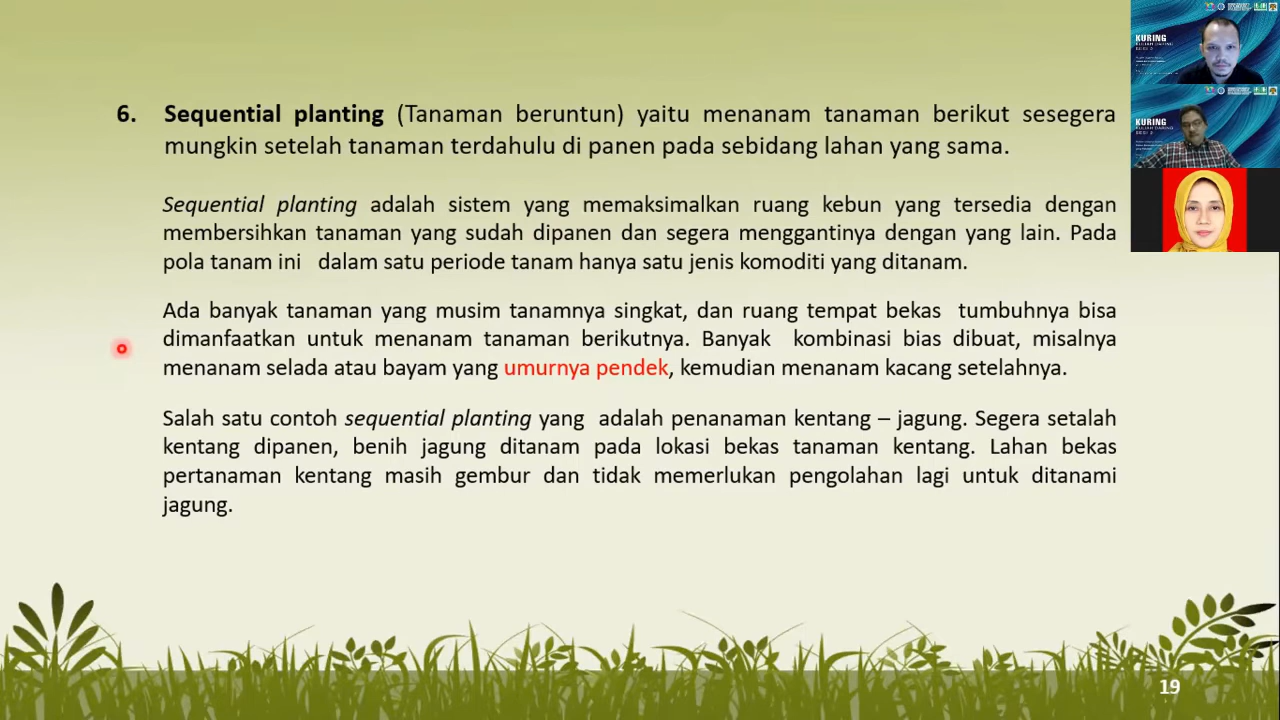 6. Sequential planting (Tanaman beruntun) yaitu menanam tanaman berikut sesegera
mungkin setelah tanaman terdahulu di panen pada sebidang lahan yang sama.
Sequential planting adalah sistem yang memaksimalkan ruang kebun yang tersedia dengan
membersihkan tanaman yang sudah dipanen dan segera menggantinya dengan yang lain. Pada
pola tanam ini dalam satu periode tanam hanya satu jenis komoditi yang ditanam.
Ada banyak tanaman yang musim tanamnya singkat, dan ruang tempat bekas tumbuhnya bisa
dimanfaatkan untuk menanam tanaman berikutnya. Banyak kombinasi bias dibuat, misalnya
menanam selada atau bayam yang umurnya pendek, kemudian menanam kacang setelahnya.
Salah satu contoh sequential planting yang adalah penanaman kentang – jagung. Segera setalah
kentang dipanen, benih jagung ditanam pada lokasi bekas tanaman kentang. Lahan bekas
pertanaman kentang masih gembur dan tidak memerlukan pengolahan lagi untuk ditanami
jagung.
19
KURING
KULIAH DARING
KURING
KULIAH DARING